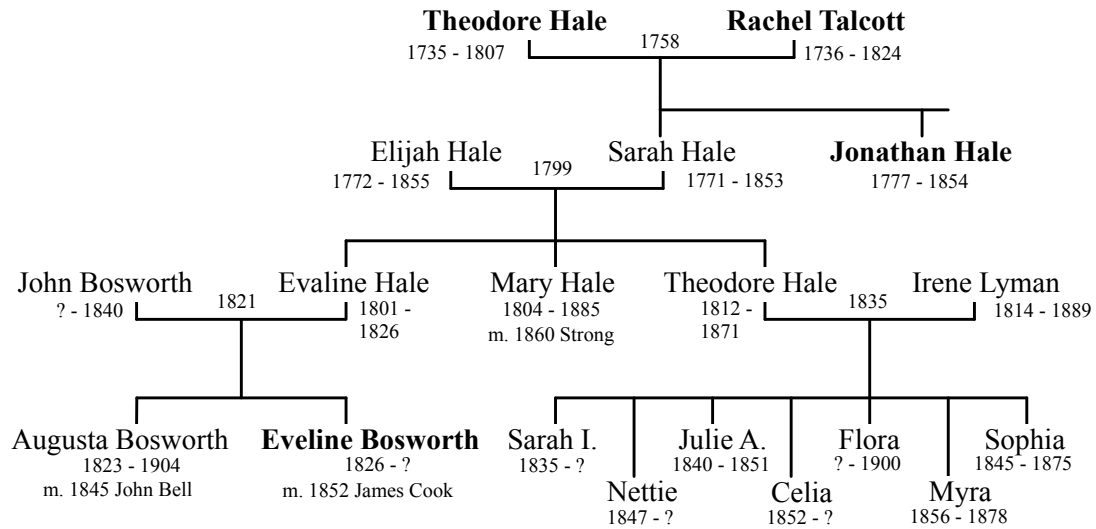 Theodore Hale Rachel Talcott
1735 - 1807 1758 1736 - 1824
Elijah Hale Sarah Hale Jonathan Hale
1772 - 1855 1799 1771 - 1853 1777 - 1854
John Bosworth Evaline Hale Mary Hale Theodore Hale Irene Lyman
? - 1840 1821 1801 - 1804 - 1885 1812 - 1835 1814 - 1889
1826 m. 1860 Strong 1871
Augusta Bosworth Eveline Bosworth Sarah I. Julie A. Flora Sophia
1823 - 1904 1826 - ? 1835 - ? 1840 - 1851 ? - 1900 1845 - 1875
m. 1845 John Bell m. 1852 James Cook Nettie Celia Myra
1847 - ? 1852 - ? 1856 - 1878